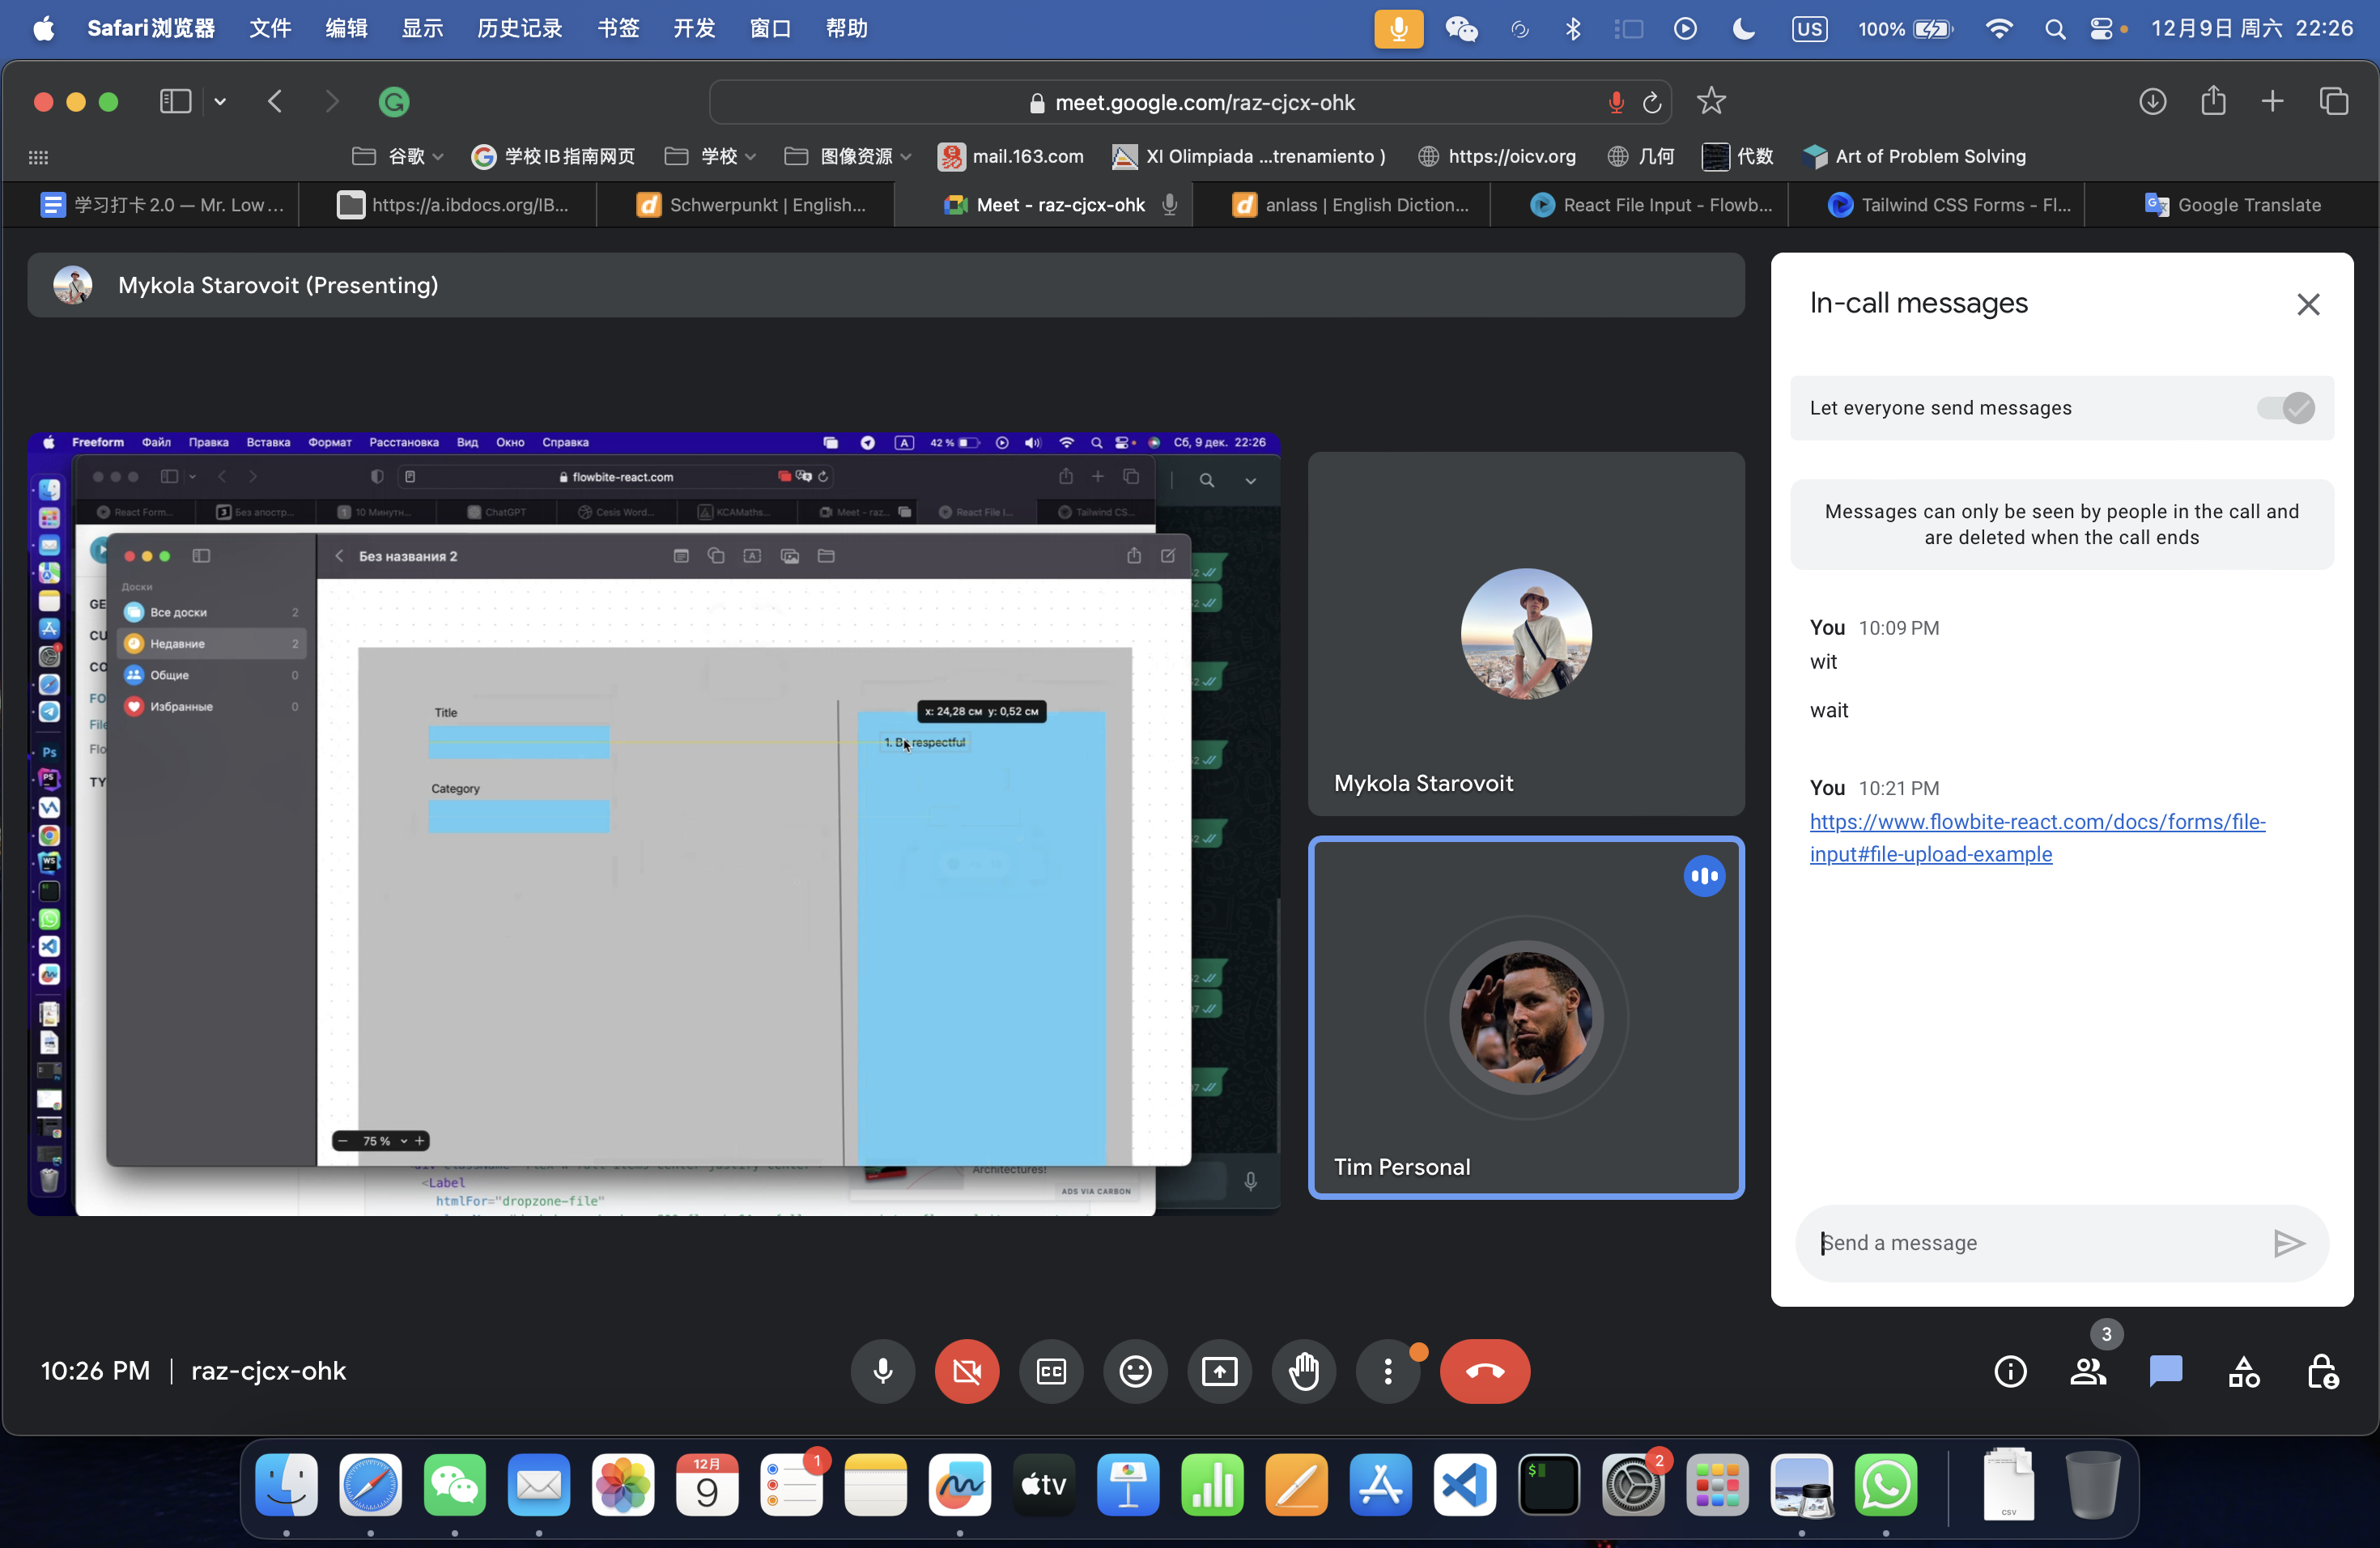 Safari浏览器 文件 编辑 显示 历史记录 书签 开发 窗口 帮助
US 100% 12月9日 周六 22:26
meet.google.com/raz-cjcx-ohk
谷歌 学校IB指南网页 学校 图像资源 mail.163.com XI Olimpiada ...trenamiento ) https://oicv.org 几何 代数 Art of Problem Solving
学习打卡 2.0 — Mr. Low... https://a.ibdocs.org/IB... Schwerpunkt | English... Meet - raz-cjcx-ohk anlass | English Diction... React File Input - Flowb... Tailwind CSS Forms - Fl... Google Translate
Mykola Starovoit (Presenting)
In-call messages
Let everyone send messages
Messages can only be seen by people in the call and
are deleted when the call ends
You 10:09 PM
wit
wait
You 10:21 PM
https://www.flowbite-react.com/docs/forms/file-
input#file-upload-example
Send a message
Freeform Файл Правка Вставка Формат Расстановка Вид Окно Справка A 42 % Сб, 9 дек. 22:26
flowbite-react.com
React Form... Без апостр... 10 Минутн... ChatGPT Cesis Word... KCAMaths... Meet - raz... React File I... Tailwind CS...
Без названия 2
Доски
Все доски 2
Недавние 2
Общие 0
Избранные 0
GE
CU
CO
FO
File
Flo
TY
Title
x: 24,28 см y: 0,52 см
1. Be respectful
Category
75 %
Architectures!
<Label
ADS VIA CARBON
htmlFor="dropzone-file"
Mykola Starovoit
Tim Personal
10:26 PM | raz-cjcx-ohk
CC
3
12月
9
1
tv
$
2
CSV